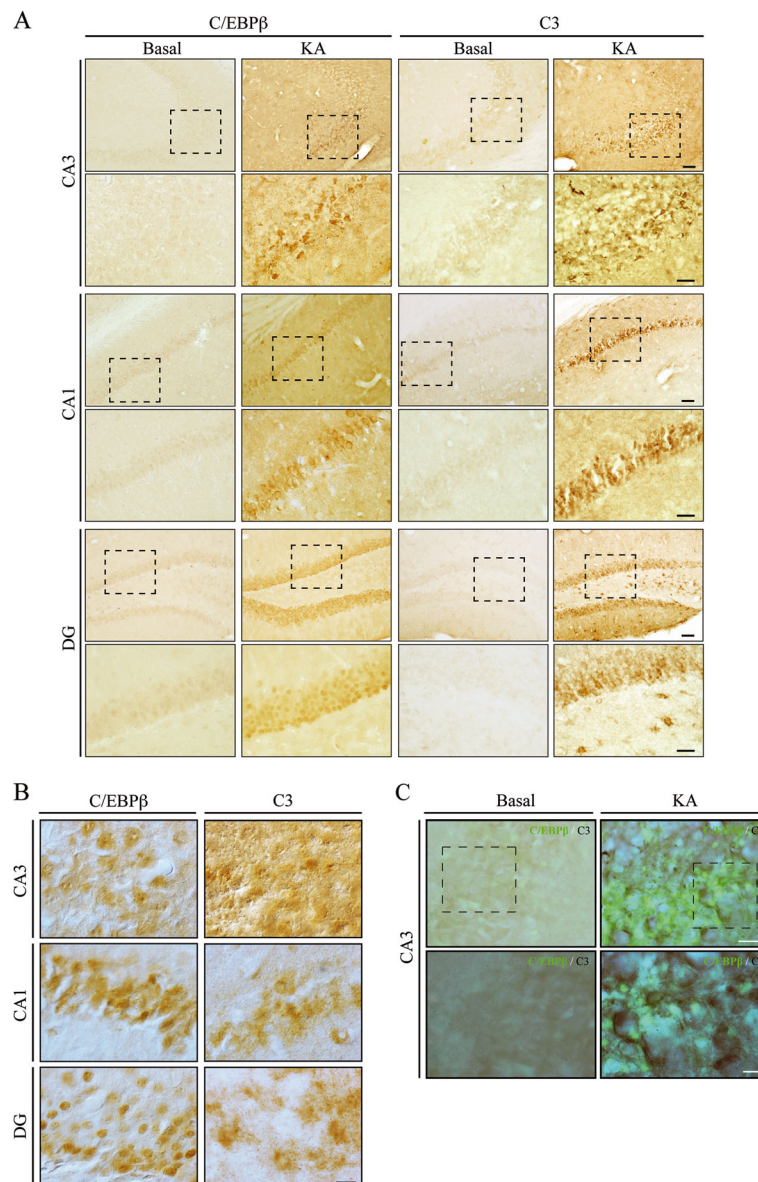 A
C/EBPβ C3
Basal KA Basal KA
CA3
CA1
DG
B
C/EBPβ C3
CA3
CA1
DG
C
Basal KA
CA3
C/EBPβ / C3
C/EBPβ / C
C/EBPβ / C3
C/EBPβ / C